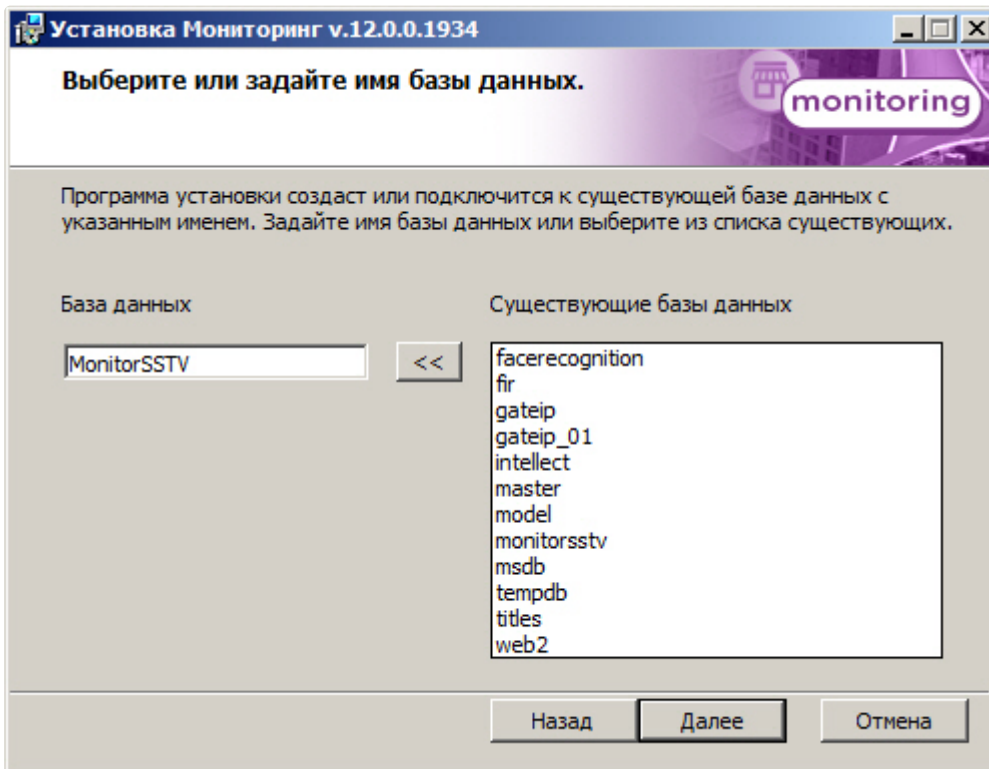 Установка Мониторинг v.12.0.0.1934
Выберите или задайте имя базы данных.
monitoring
Программа установки создаст или подключится к существующей базе данных с
указанным именем. Задайте имя базы данных или выберите из списка существующих.
База данных
Существующие базы данных
MonitorSSTV
<<
facerecognition
fir
gateip
gateip_01
intellect
master
model
monitorsstv
msdb
tempdb
titles
web2
Назад
Далее
Отмена